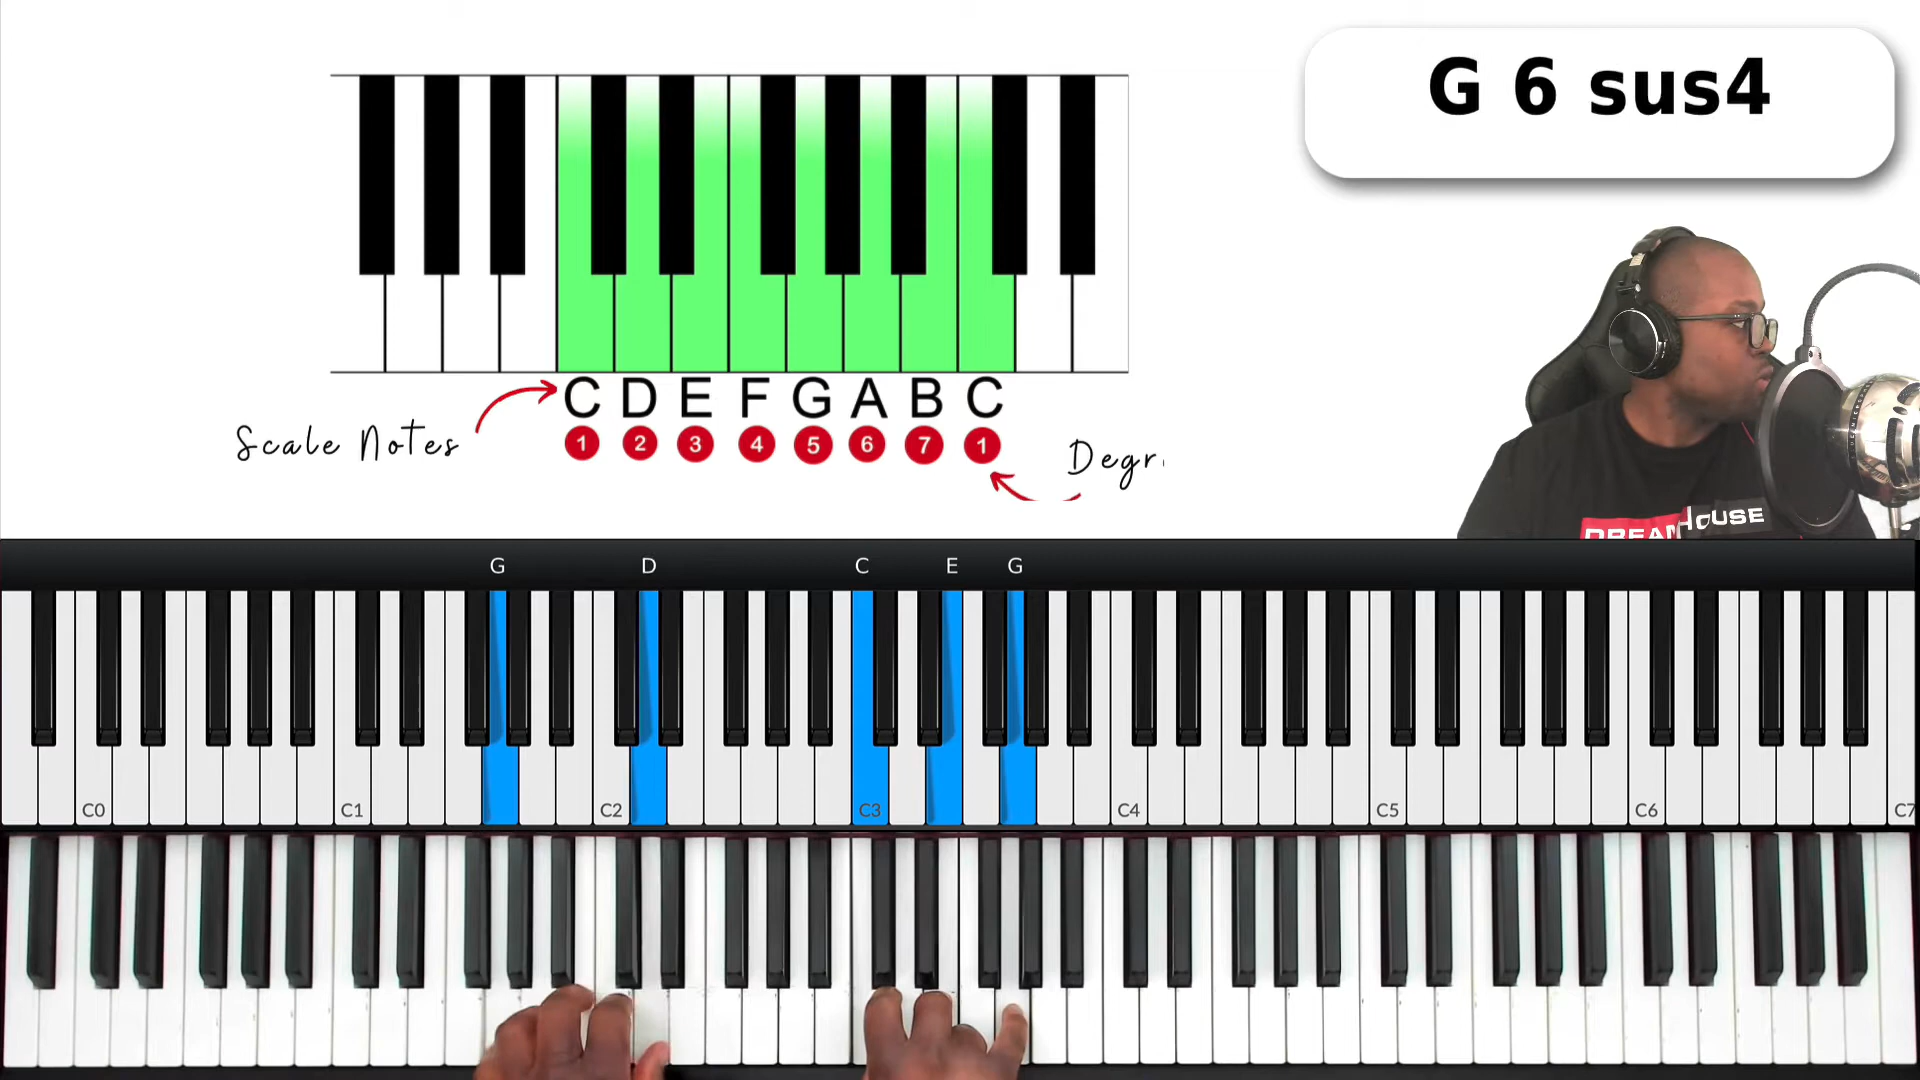 G 6 sus4
C D E F G A B C
1 2 3 4 5 6 7 1
Scale Notes
Degr
DREAMHOUSE
G D C E G
C0 C1 C2 C3 C4 C5 C6 C7